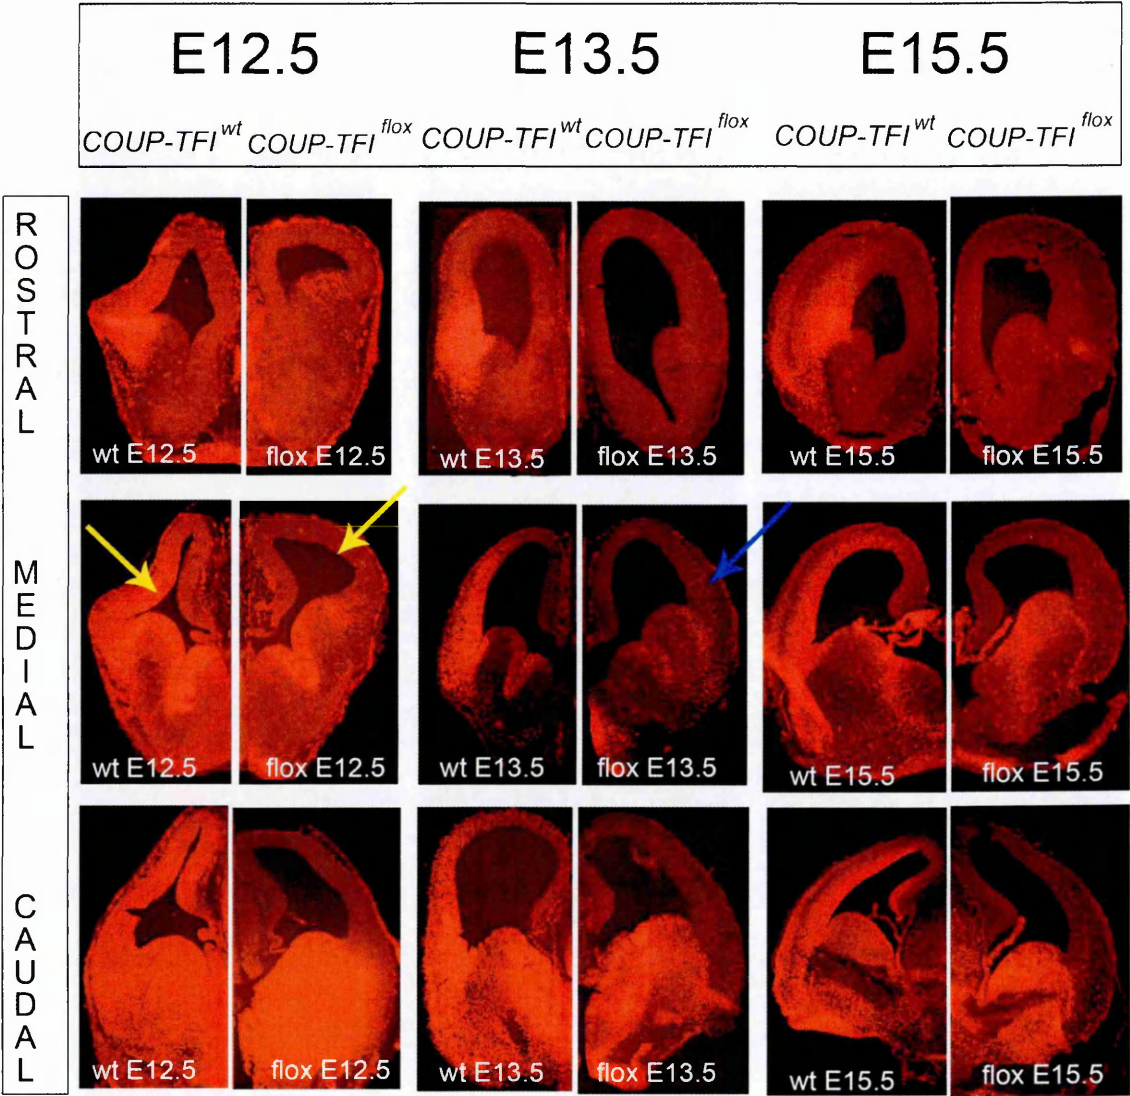 E12.5 E13.5 E15.5
COUP-TFI wt COUP-TFI flox COUP-TFI wt COUP-TFI flox COUP-TFI wt COUP-TFI flox
ROSTRAL
wt E12.5 flox E12.5 wt E13.5 flox E13.5 wt E15.5 flox E15.5
MEDIAL
wt E12.5 flox E12.5 wt E13.5 flox E13.5 wt E15.5 flox E15.5
CAUDAL
wt E12.5 flox E12.5 wt E13.5 flox E13.5 wt E15.5 flox E15.5